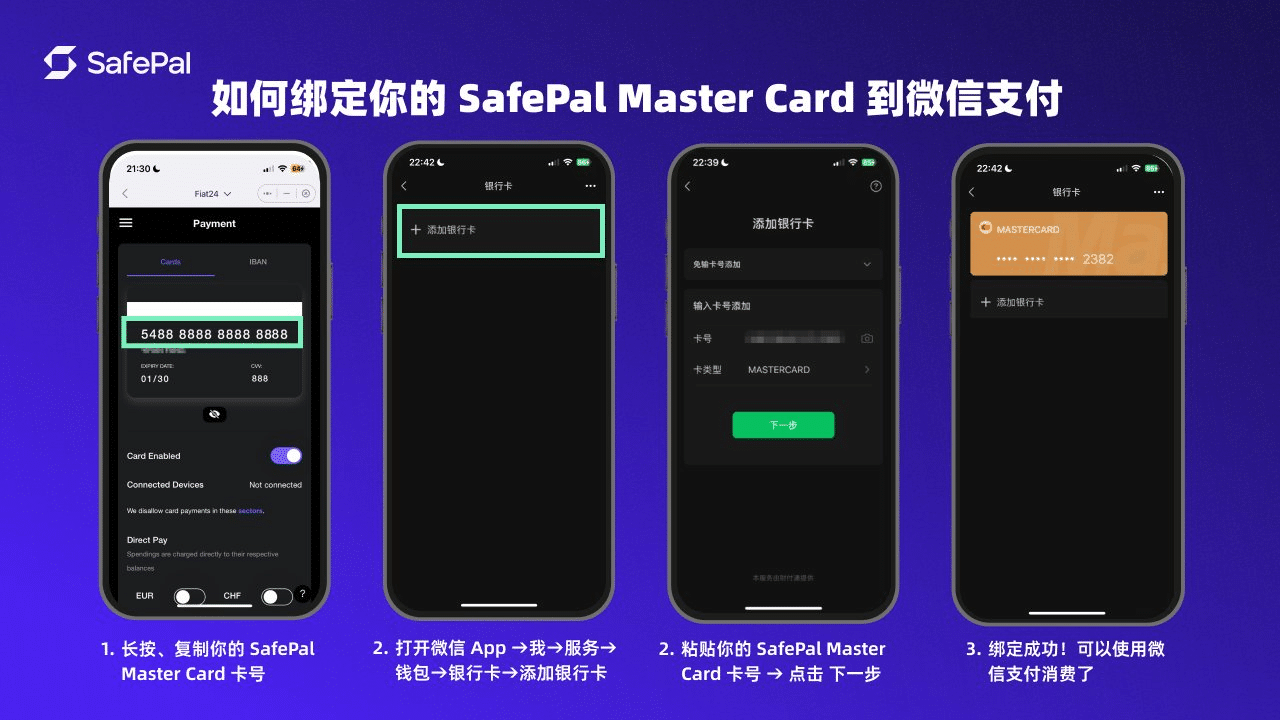 SafePal
如何绑定你的 SafePal Master Card 到微信支付
21:30
64
Fiat24
Payment
Cards
IBAN
5488 8888 8888 8888
EXPIRY DATE:
CVV:
01/30
888
Card Enabled
Connected Devices
Not connected
We disallow card payments in these sectors.
Direct Pay
Spendings are charged directly to their respective
balances
EUR
CHF
?
1. 长按、复制你的 SafePal
Master Card 卡号
22:42
银行卡
添加银行卡
2. 打开微信 App →我→服务→
钱包→银行卡→添加银行卡
22:39
添加银行卡
免输卡号添加
输入卡号添加
卡号
卡类型
MASTERCARD
下一步
本服务由财付通提供
2. 粘贴你的 SafePal Master
Card 卡号 → 点击 下一步
22:42
银行卡
MASTERCARD
•••• •••• •••• 2382
添加银行卡
3. 绑定成功！可以使用微
信支付消费了